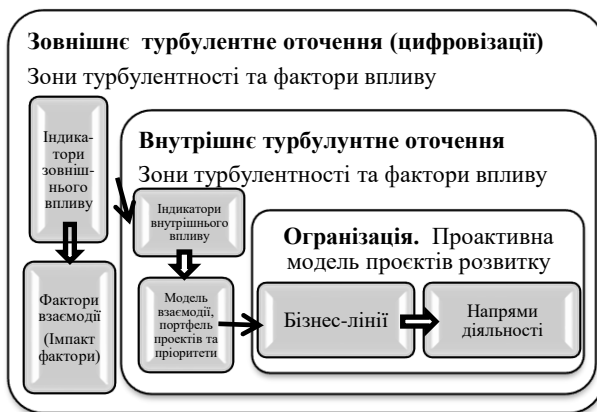 Зовнішнє турбулентне оточення (цифровізації)
Зони турбулентності та фактори впливу
Індика-
тори
зовніш-
нього
впливу
Фактори
взаємодії
(Імпакт
фактори)
Внутрішнє турбулунтне оточення
Зони турбулентності та фактори впливу
Індикатори
внутрішнього
впливу
Модель
взаємодії,
портфель
проектів та
пріоритети
Огранізація. Проактивна
модель проєктів розвитку
Бізнес-лінії
Напрями
діяльності